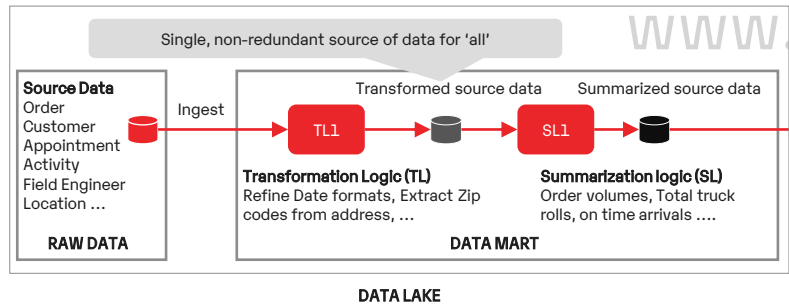 Single, non-redundant source of data for ‘all’
www.
Source Data
Order
Customer
Appointment
Activity
Field Engineer
Location ...
Ingest
Transformed source data
Summarized source data
TL1
SL1
Transformation Logic (TL)
Refine Date formats, Extract Zip
codes from address, ...
Summarization logic (SL)
Order volumes, Total truck
rolls, on time arrivals ....
RAW DATA
DATA MART
DATA LAKE